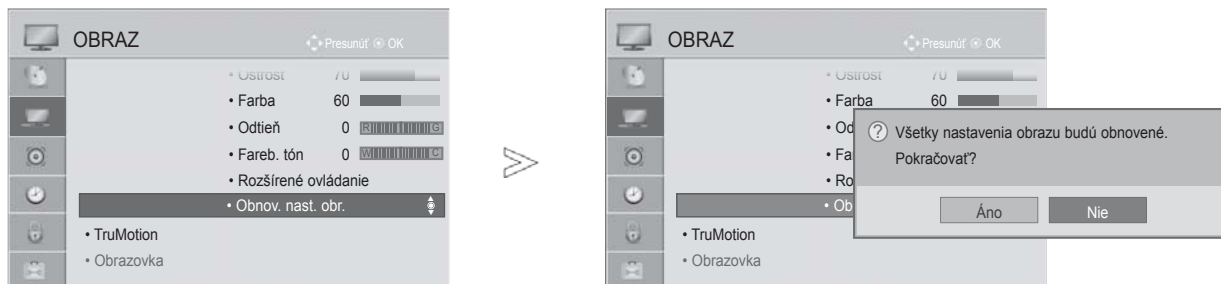 OBRAZ
Presunúť OK
• Ostrosť 70
• Farba 60
• Odtieň 0 R G
• Fareb. tón 0 W C
• Rozšírené ovládanie
• Obnov. nast. obr.
• TruMotion
• Obrazovka
OBRAZ
Presunúť OK
• Ostrosť 70
• Farba 60
• Od
• Fa
• Ro
• Ob
• TruMotion
• Obrazovka
? Všetky nastavenia obrazu budú obnovené.
Pokračovať?
Áno Nie